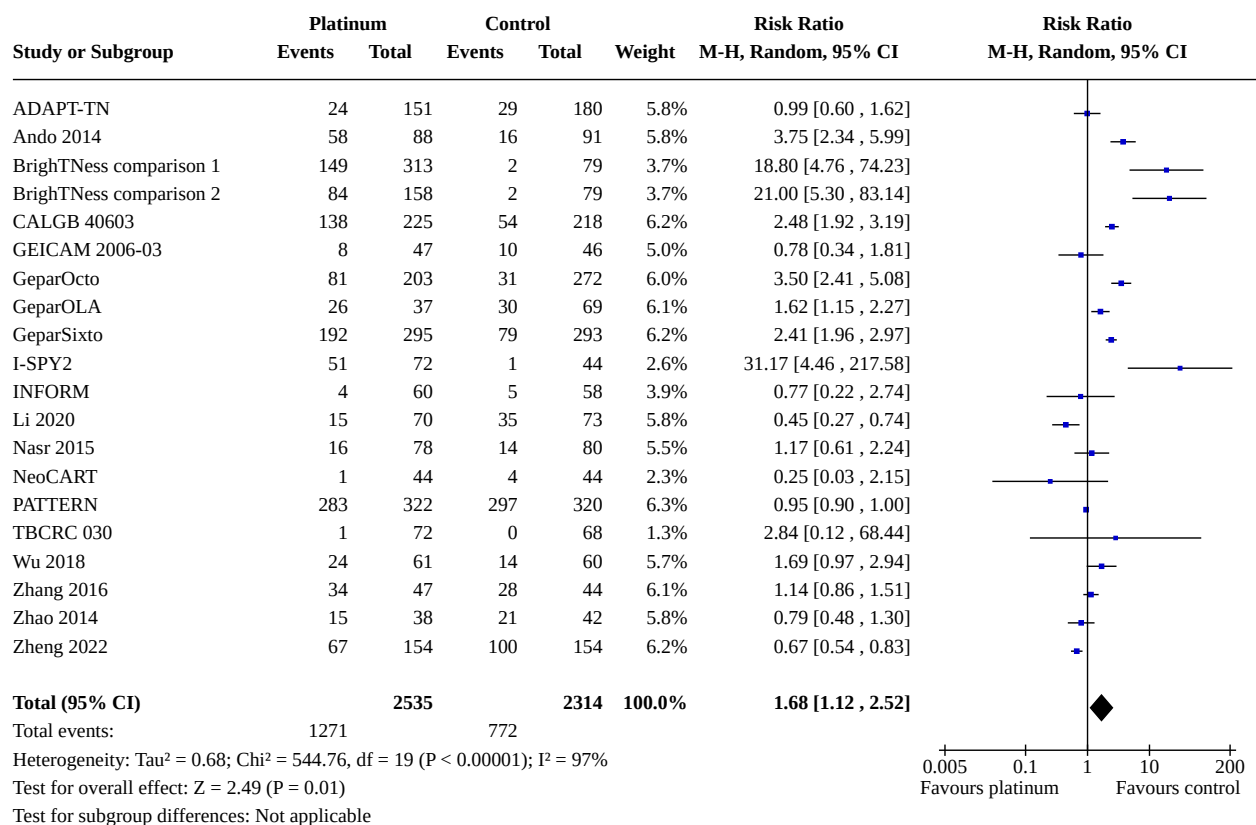 Platinum Control Risk Ratio Risk Ratio
Study or Subgroup Events Total Events Total Weight M-H, Random, 95% CI M-H, Random, 95% CI
ADAPT-TN 24 151 29 180 5.8% 0.99 [0.60 , 1.62]
Ando 2014 58 88 16 91 5.8% 3.75 [2.34 , 5.99]
BrighTNess comparison 1 149 313 2 79 3.7% 18.80 [4.76 , 74.23]
BrighTNess comparison 2 84 158 2 79 3.7% 21.00 [5.30 , 83.14]
CALGB 40603 138 225 54 218 6.2% 2.48 [1.92 , 3.19]
GEICAM 2006-03 8 47 10 46 5.0% 0.78 [0.34 , 1.81]
GeparOcto 81 203 31 272 6.0% 3.50 [2.41 , 5.08]
GeparOLA 26 37 30 69 6.1% 1.62 [1.15 , 2.27]
GeparSixto 192 295 79 293 6.2% 2.41 [1.96 , 2.97]
I-SPY2 51 72 1 44 2.6% 31.17 [4.46 , 217.58]
INFORM 4 60 5 58 3.9% 0.77 [0.22 , 2.74]
Li 2020 15 70 35 73 5.8% 0.45 [0.27 , 0.74]
Nasr 2015 16 78 14 80 5.5% 1.17 [0.61 , 2.24]
NeoCART 1 44 4 44 2.3% 0.25 [0.03 , 2.15]
PATTERN 283 322 297 320 6.3% 0.95 [0.90 , 1.00]
TBCRC 030 1 72 0 68 1.3% 2.84 [0.12 , 68.44]
Wu 2018 24 61 14 60 5.7% 1.69 [0.97 , 2.94]
Zhang 2016 34 47 28 44 6.1% 1.14 [0.86 , 1.51]
Zhao 2014 15 38 21 42 5.8% 0.79 [0.48 , 1.30]
Zheng 2022 67 154 100 154 6.2% 0.67 [0.54 , 0.83]
Total (95% CI) 2535 2314 100.0% 1.68 [1.12 , 2.52]
Total events: 1271 772
Heterogeneity: Tau² = 0.68; Chi² = 544.76, df = 19 (P < 0.00001); I² = 97%
Test for overall effect: Z = 2.49 (P = 0.01)
Test for subgroup differences: Not applicable
0.005 0.1 1 10 200
Favours platinum Favours control